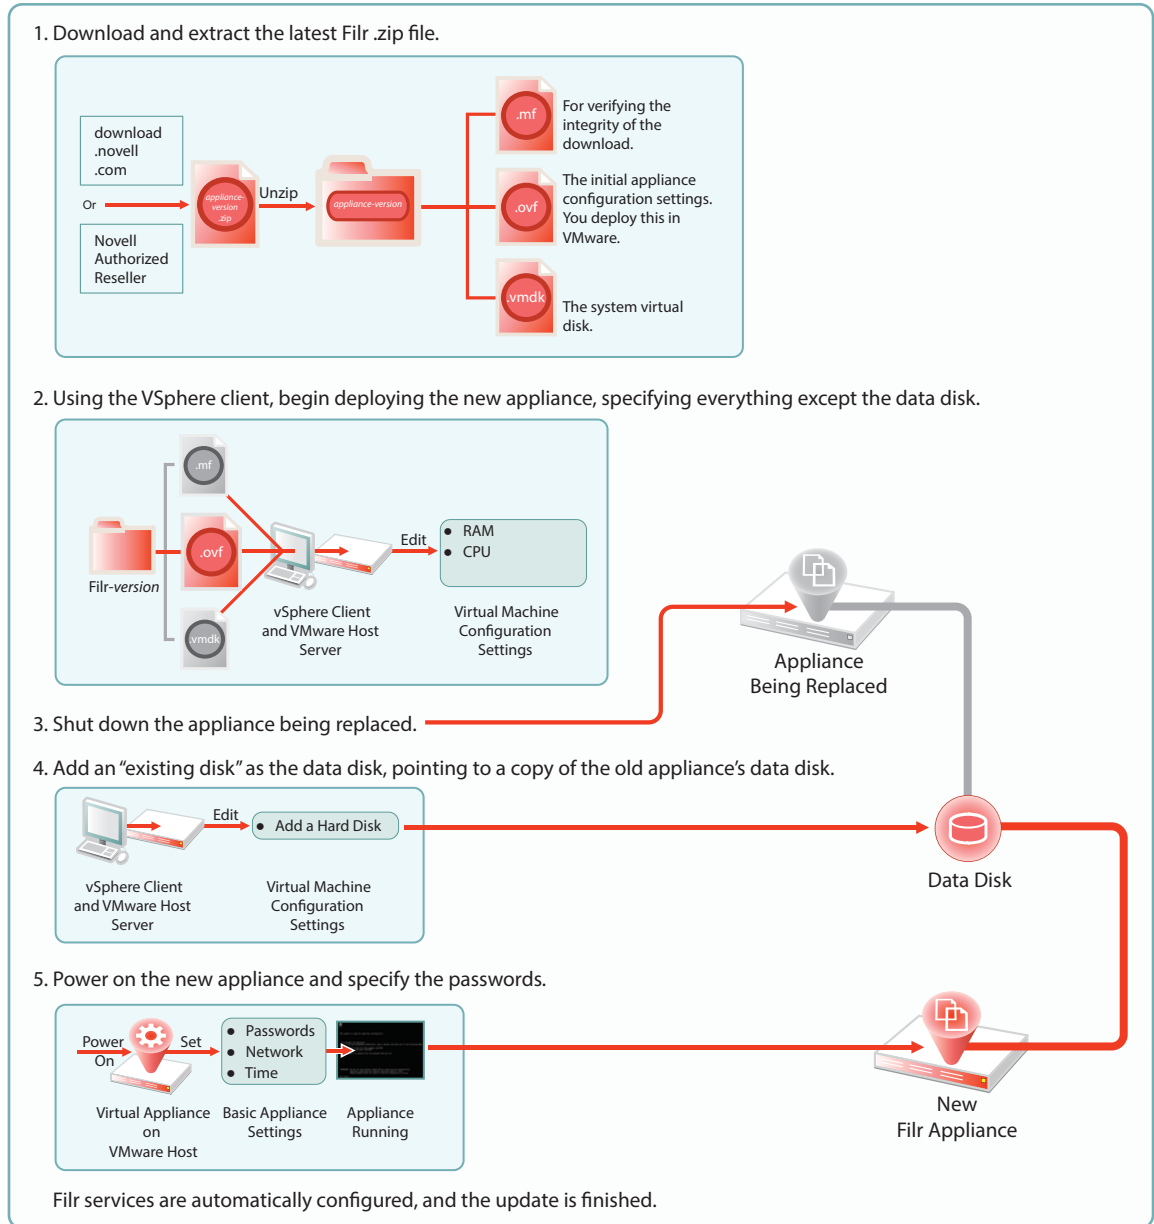 1. Download and extract the latest Filr .zip file.
download
.novell
.com
Or
Novell
Authorized
Reseller
appliance-
version
.zip
Unzip
appliance-version
.mf
For verifying the
integrity of the
download.
.ovf
The initial appliance
configuration settings.
You deploy this in
VMware.
.vmdk
The system virtual
disk.
2. Using the VSphere client, begin deploying the new appliance, specifying everything except the data disk.
Filr-version
.mf
.ovf
.vmdk
vSphere Client
and VMware Host
Server
Edit
• RAM
• CPU
Virtual Machine
Configuration
Settings
Appliance
Being Replaced
3. Shut down the appliance being replaced.
4. Add an “existing disk” as the data disk, pointing to a copy of the old appliance’s data disk.
vSphere Client
and VMware Host
Server
Edit
• Add a Hard Disk
Virtual Machine
Configuration
Settings
Data Disk
5. Power on the new appliance and specify the passwords.
Power
On
Virtual Appliance
on
VMware Host
Set
• Passwords
• Network
• Time
Basic Appliance
Settings
Appliance
Running
New
Filr Appliance
Filr services are automatically configured, and the update is finished.